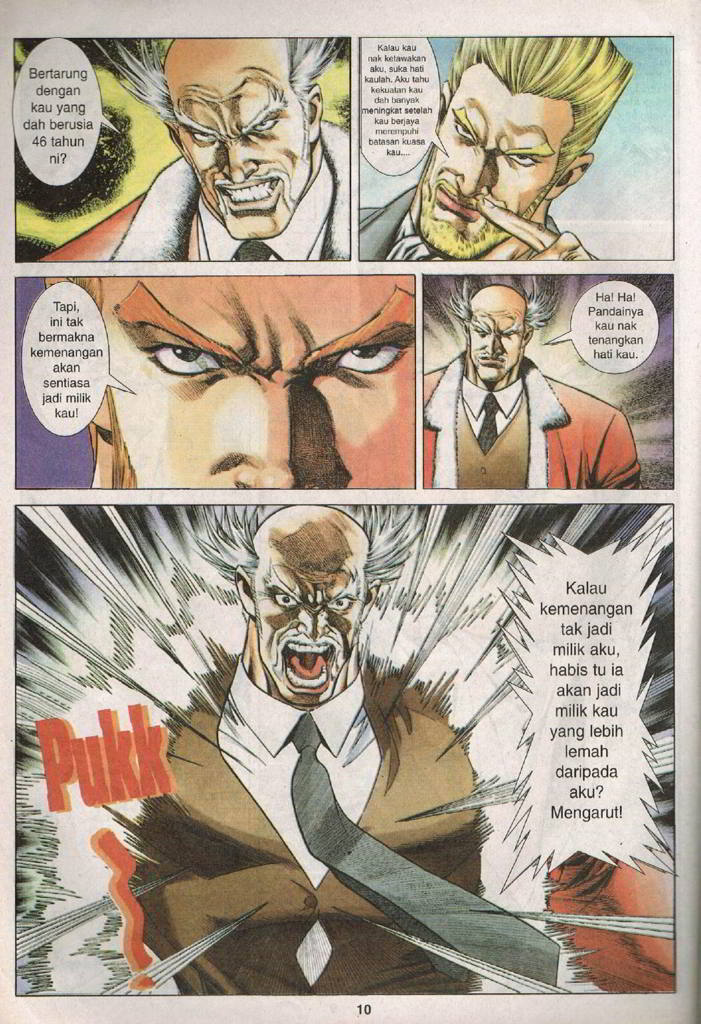 Bertarung
dengan
kau yang
dah berusia
46 tahun
ni?
Kalau kau
nak ketawakan
aku, suka hati
kaulah. Aku tahu
kekuatan kau
dah banyak
meningkat setelah
kau berjaya
merempuhi
batasan kuasa
kau....
Tapi,
ini tak
bermakna
kemenangan
akan
sentiasa
jadi milik
kau!
Ha! Ha!
Pandainya
kau nak
tenangkan
hati kau.
Kalau
kemenangan
tak jadi
milik aku,
habis tu ia
akan jadi
milik kau
yang lebih
lemah
daripada
aku?
Mengarut!
Pukk
~
10